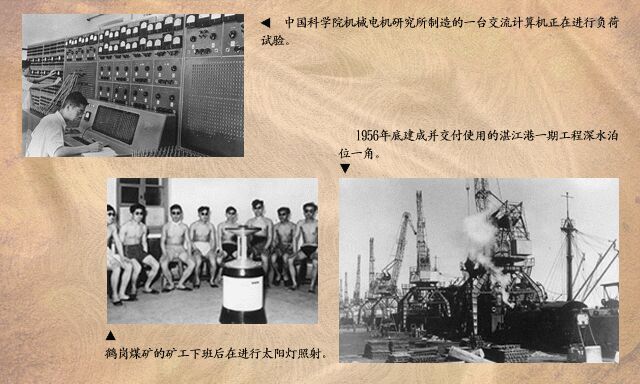 ◀ 中国科学院机械电机研究所制造的一台交流计算机正在进行负荷
试验。
1956年底建成并交付使用的湛江港一期工程深水泊
位一角。
▼
▲
鹤岗煤矿的矿工下班后在进行太阳灯照射。